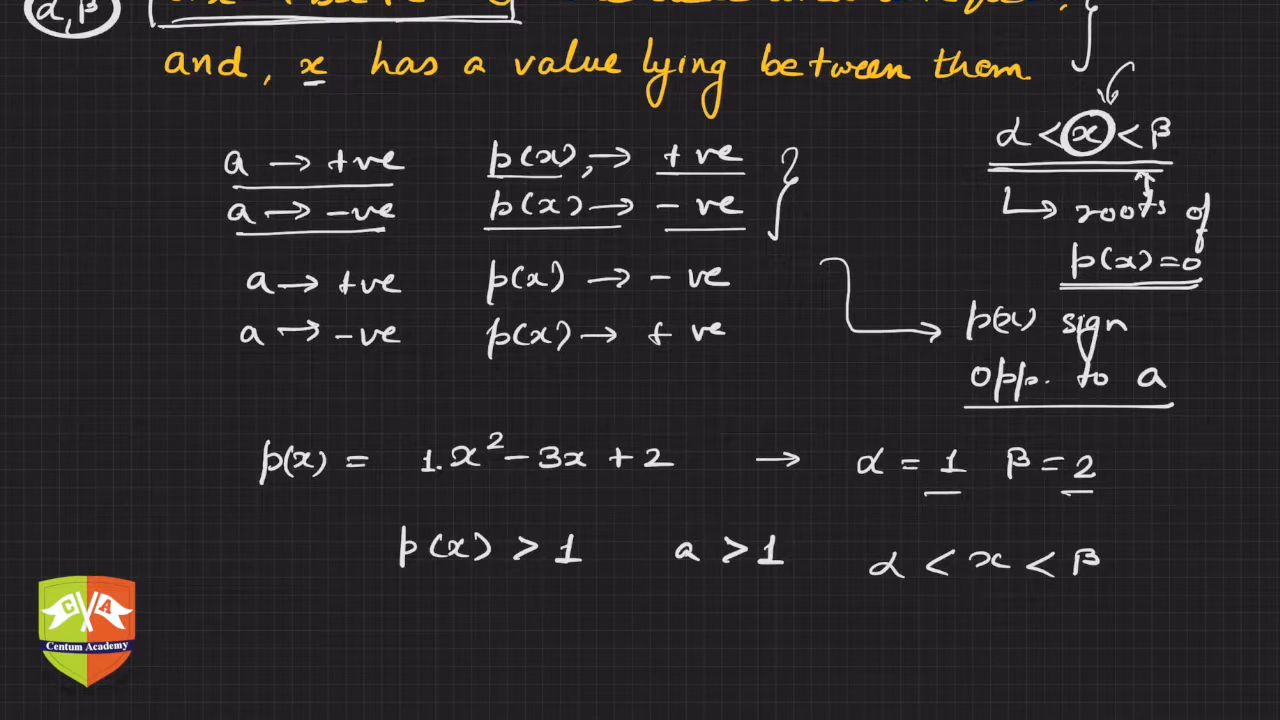 α, β
and, x has a value lying between them
α < x < β
a → +ve p(x), → +ve
a → -ve p(x) → -ve
roots of
p(x) = 0
a → +ve p(x) → -ve
a → -ve p(x) → +ve
p(x) sign
opp. to a
p(x) = 1.x² - 3x + 2 → α = 1 β = 2
p(x) > 1 a > 1 α < x < β
C A
Centum Academy